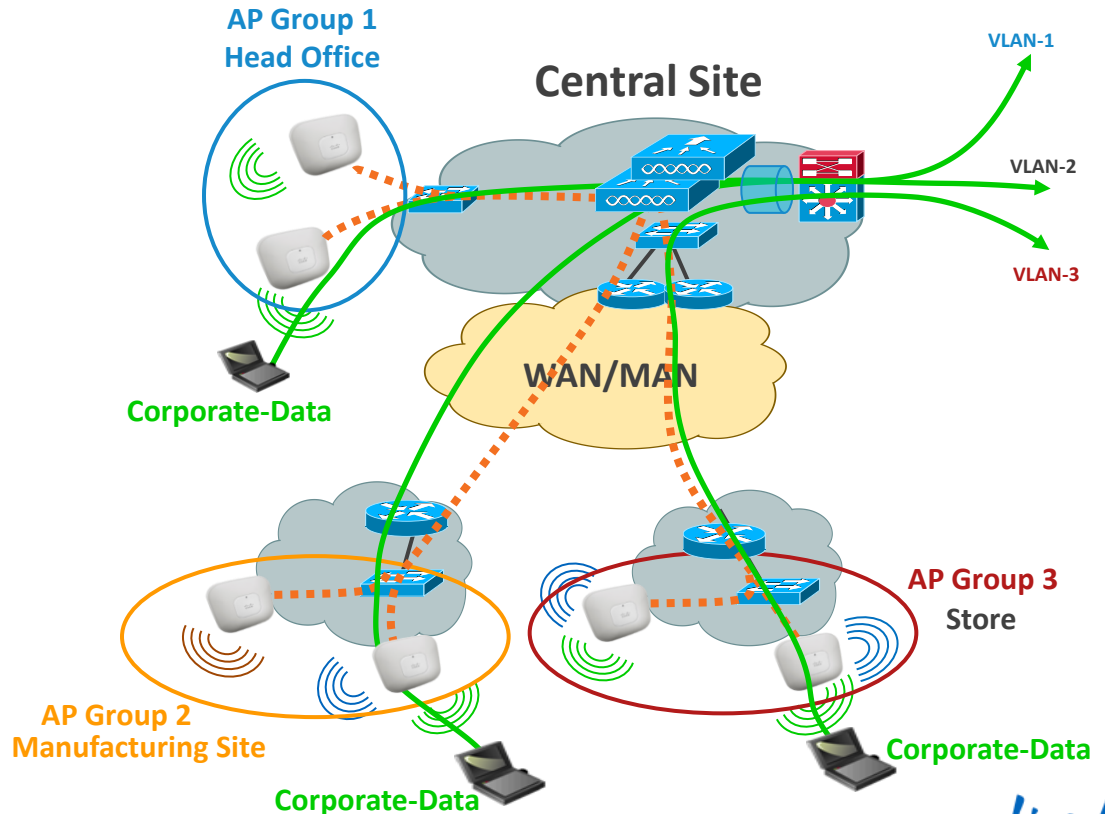 AP Group 1
Head Office
Central Site
VLAN-1
VLAN-2
VLAN-3
WAN/MAN
Corporate-Data
AP Group 3
Store
AP Group 2
Manufacturing Site
Corporate-Data
Corporate-Data